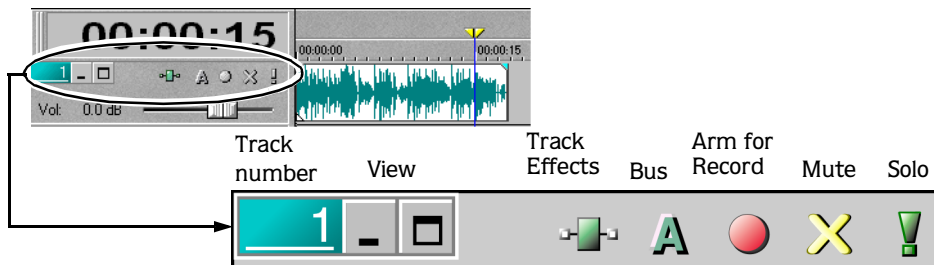 00:00:15
00:00:00 00:00:15
1
A
Vol: 0.0 dB
Track number
View
Track Effects
Bus
Arm for Record
Mute
Solo
1
A